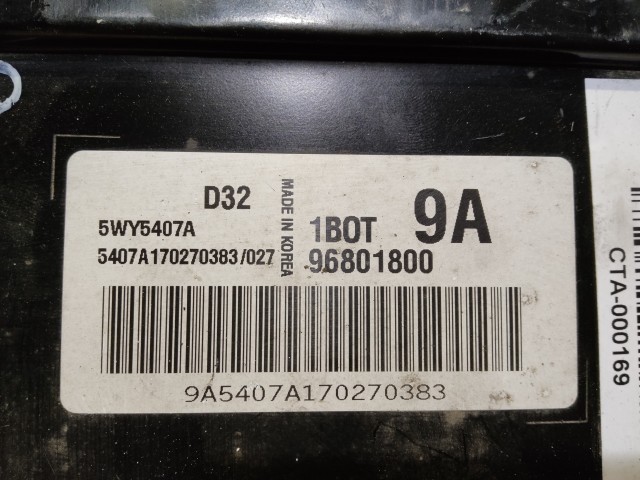 D32
MADE IN KOREA
9A
5WY5407A
1BOT
5407A170270383/027
96801800
9A5407A170270383
CTA-000169